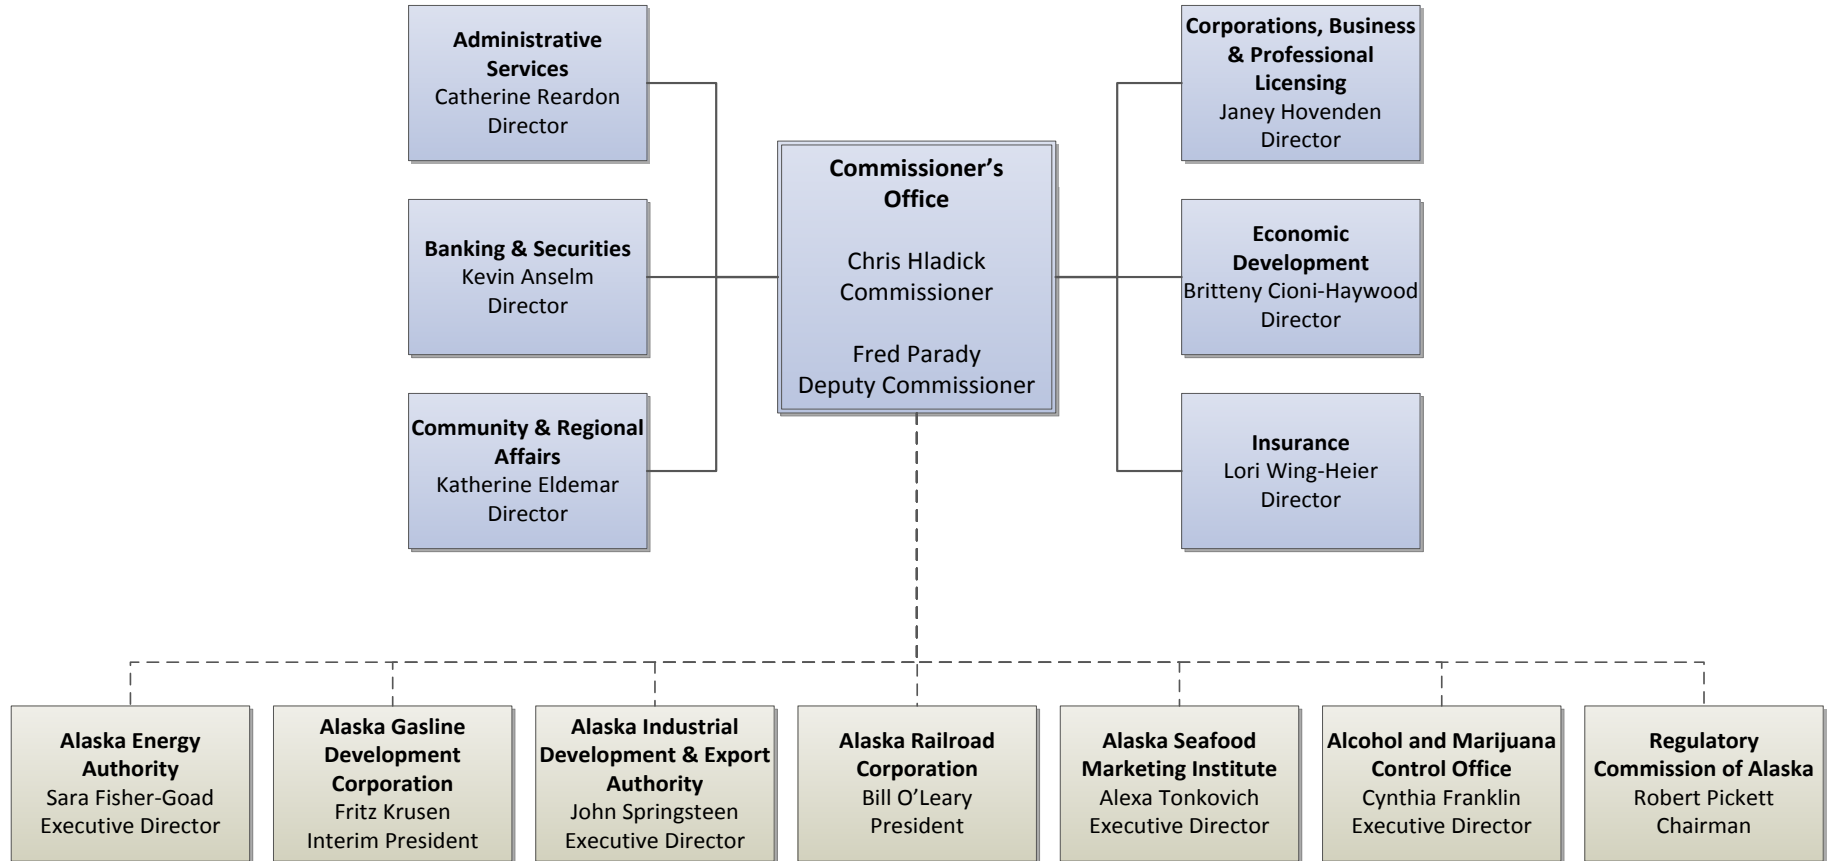 Administrative
Services
Catherine Reardon
Director
Banking & Securities
Kevin Anselm
Director
Community & Regional
Affairs
Katherine Eldemar
Director
Commissioner’s
Office
Chris Hladick
Commissioner
Fred Parady
Deputy Commissioner
Corporations, Business
& Professional
Licensing
Janey Hovenden
Director
Economic
Development
Britteny Cioni-Haywood
Director
Insurance
Lori Wing-Heier
Director
Alaska Energy
Authority
Sara Fisher-Goad
Executive Director
Alaska Gasline
Development
Corporation
Fritz Krusen
Interim President
Alaska Industrial
Development & Export
Authority
John Springsteen
Executive Director
Alaska Railroad
Corporation
Bill O’Leary
President
Alaska Seafood
Marketing Institute
Alexa Tonkovich
Executive Director
Alcohol and Marijuana
Control Office
Cynthia Franklin
Executive Director
Regulatory
Commission of Alaska
Robert Pickett
Chairman